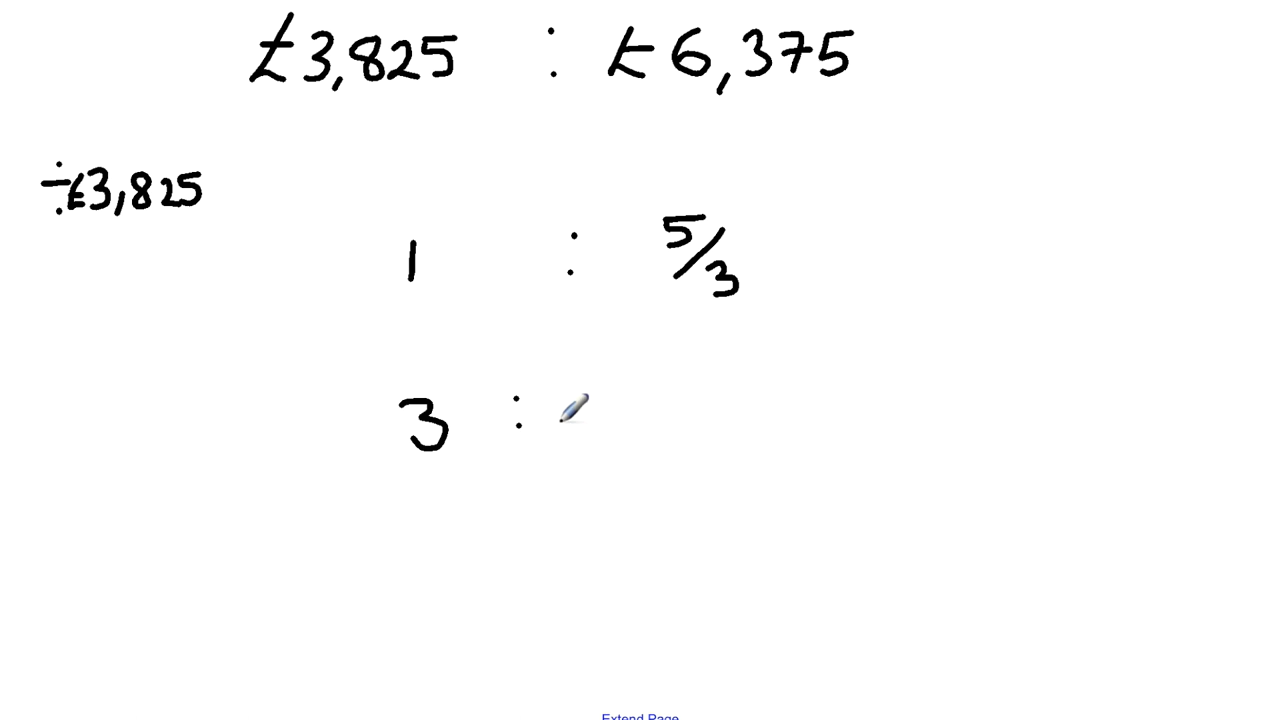 £3,825 : £6,375
÷£3,825
1 : 5/3
3 :
Extend Page